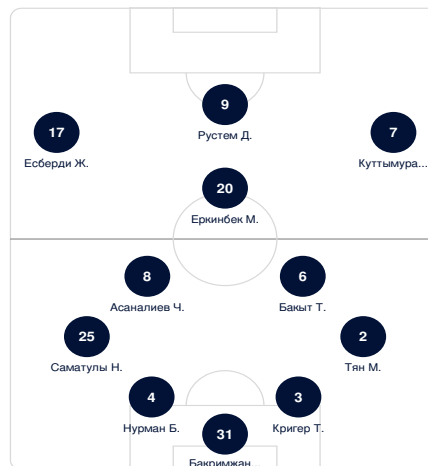 9
Рустем Д.
17
Есберди Ж.
7
Куттымура...
20
Еркинбек М.
8
Асаналиев Ч.
6
Бакыт Т.
25
Саматулы Н.
2
Тян М.
4
Нурман Б.
3
Кригер Т.
31
Бакримжан...